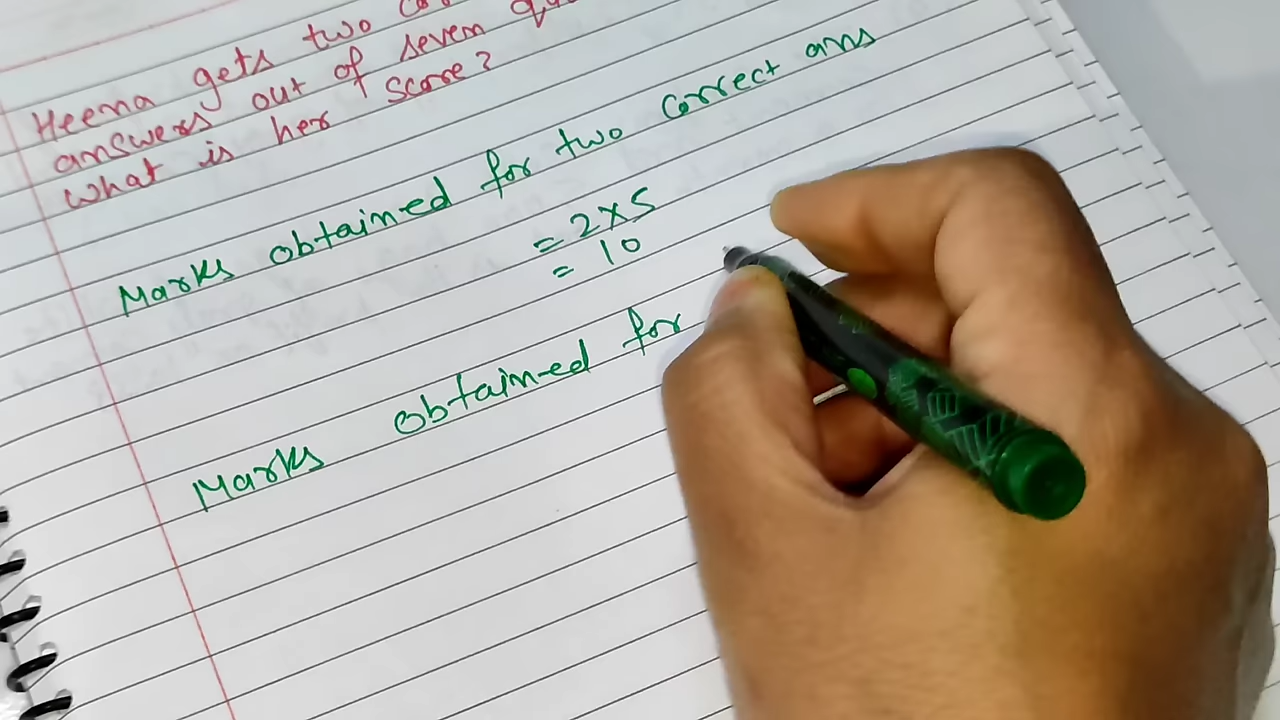 Heena gets two
answers out of seven
What is her score?
Marks obtained for two correct ans
= 2 x 5
= 10
Marks obtained for